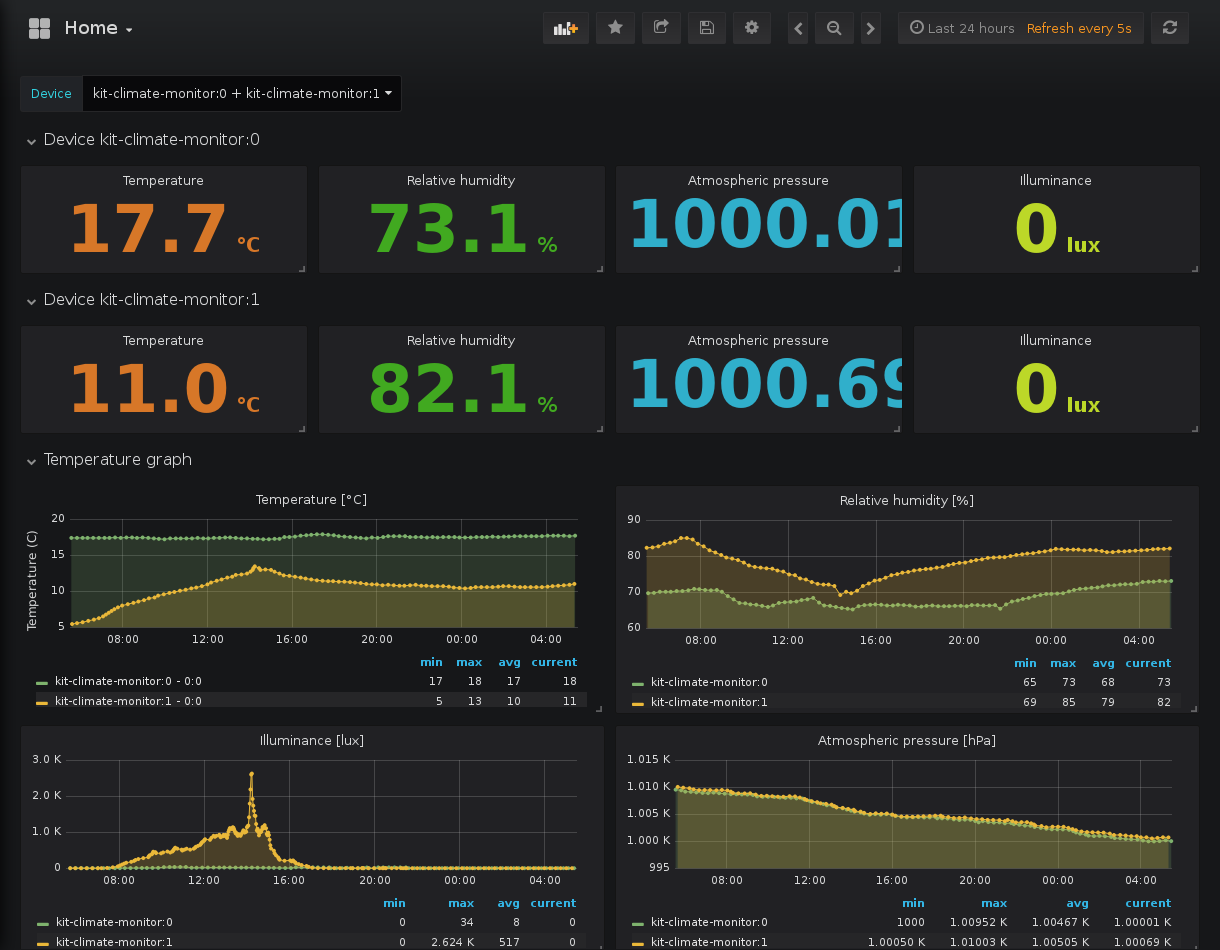 Home
Last 24 hours Refresh every 5s
Device kit-climate-monitor:0 + kit-climate-monitor:1
Device kit-climate-monitor:0
Temperature Relative humidity Atmospheric pressure Illuminance
17.7 °C 73.1 % 1000.01 0 lux
Device kit-climate-monitor:1
Temperature Relative humidity Atmospheric pressure Illuminance
11.0 °C 82.1 % 1000.69 0 lux
Temperature graph
Temperature [°C]
Temperature (C)
20
15
10
5
08:00 12:00 16:00 20:00 00:00 04:00
min max avg current
kit-climate-monitor:0 - 0:0 17 18 17 18
kit-climate-monitor:1 - 0:0 5 13 10 11
Relative humidity [%]
90
80
70
60
08:00 12:00 16:00 20:00 00:00 04:00
min max avg current
kit-climate-monitor:0 65 73 68 73
kit-climate-monitor:1 69 85 79 82
Illuminance [lux]
3.0 K
2.0 K
1.0 K
0
08:00 12:00 16:00 20:00 00:00 04:00
min max avg current
kit-climate-monitor:0 0 34 8 0
kit-climate-monitor:1 0 2.624 K 517 0
Atmospheric pressure [hPa]
1.015 K
1.010 K
1.005 K
1.000 K
995
08:00 12:00 16:00 20:00 00:00 04:00
min max avg current
kit-climate-monitor:0 1000 1.00952 K 1.00467 K 1.00001 K
kit-climate-monitor:1 1.00050 K 1.01003 K 1.00505 K 1.00069 K